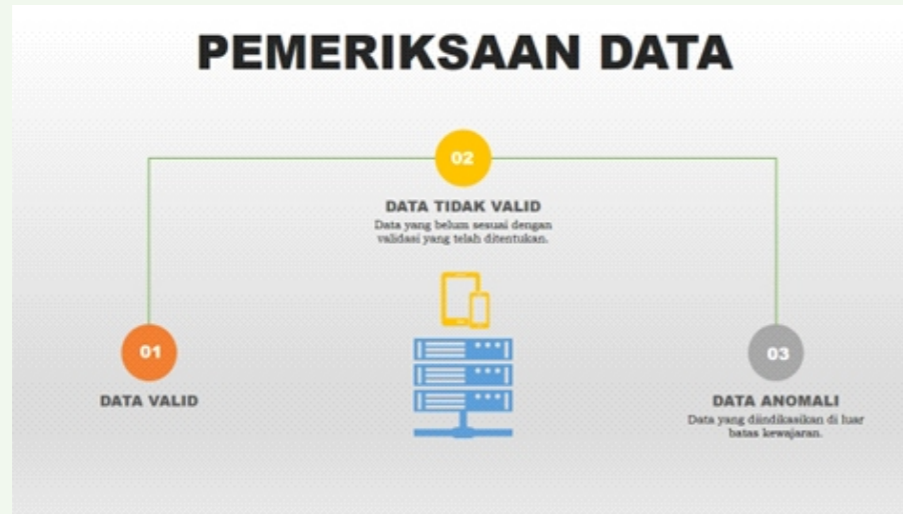 PEMERIKSAAN DATA
02
DATA TIDAK VALID
Data yang belum sesuai dengan
validasi yang telah ditentukan.
01
DATA VALID
03
DATA ANOMALI
Data yang diindikasikan di luar
batas kewajaran.